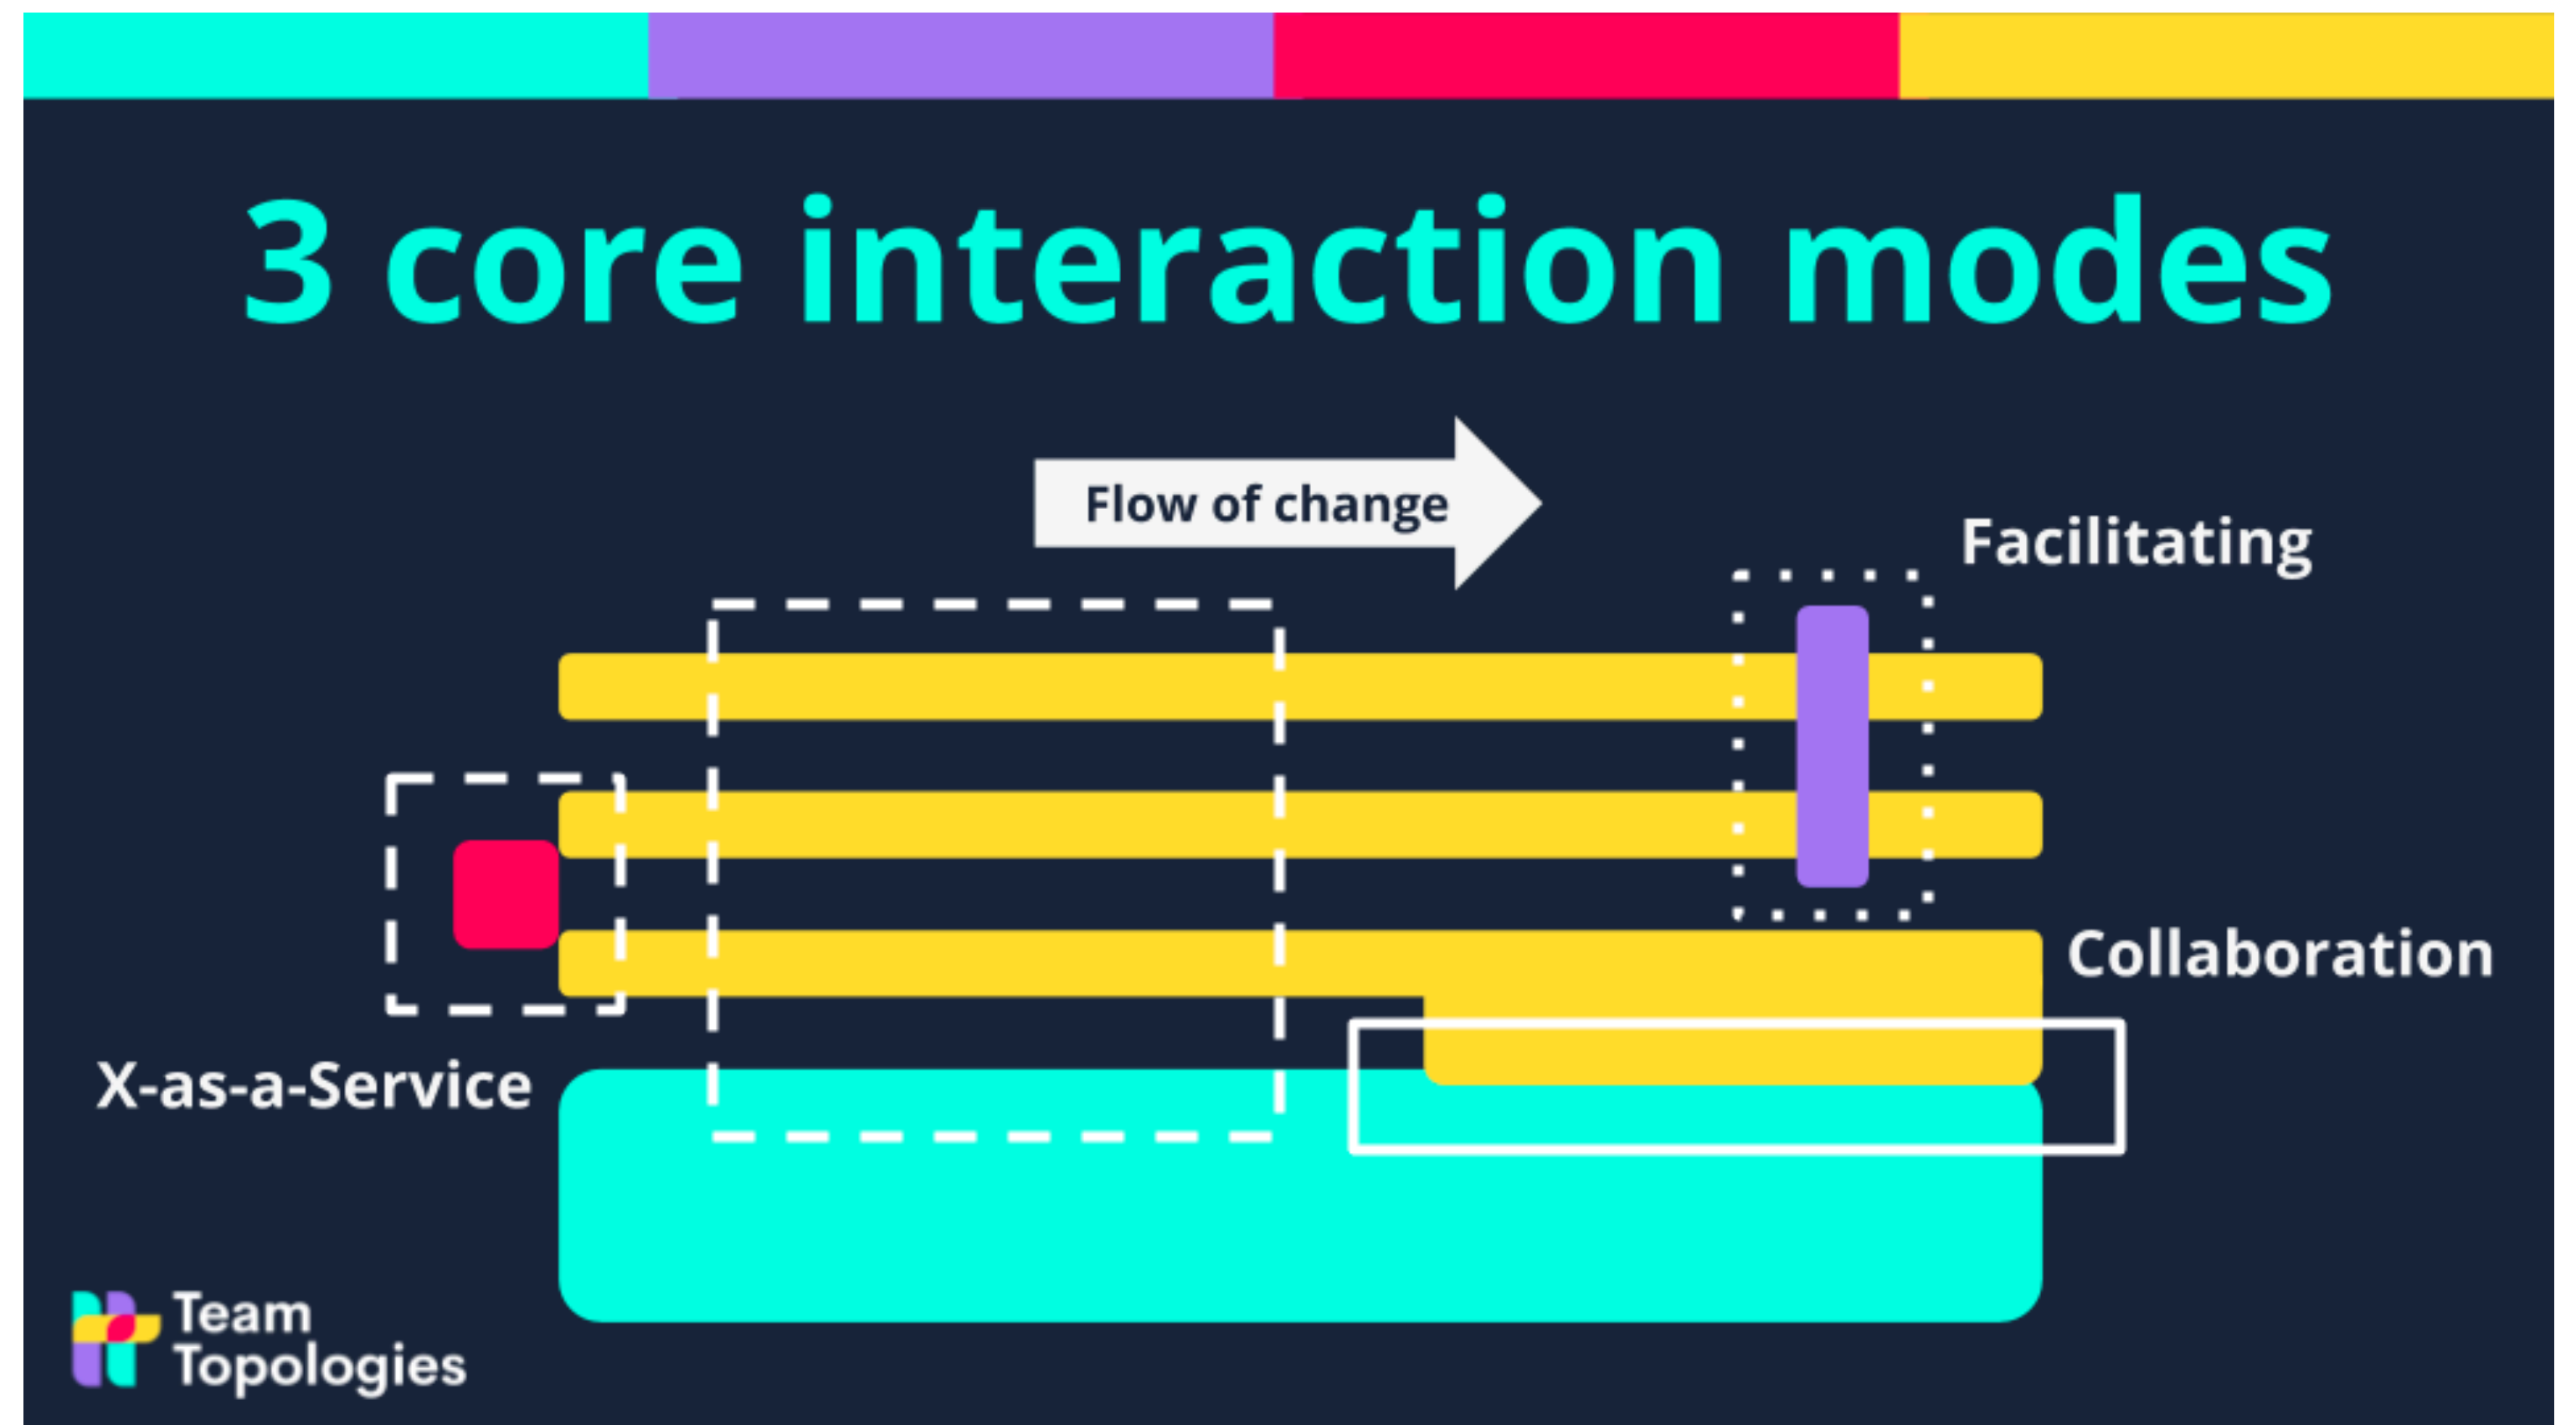 3 core interaction modes
Flow of change
Facilitating
Collaboration
X-as-a-Service
Team
Topologies